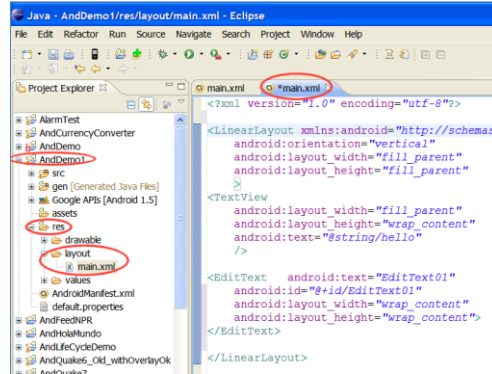 Java - AndDemo1/res/layout/main.xml - Eclipse
File Edit Refactor Run Source Navigate Search Project Window Help
Project Explorer
AlarmTest
AndCurrencyConverter
AndDemo
AndDemo1
src
gen [Generated Java Files]
Google APIs [Android 1.5]
assets
res
drawable
layout
main.xml
values
AndroidManifest.xml
default.properties
AndFeedNPR
AndHolaMundo
AndLifeCycleDemo
AndQuake6_Old_withOverlayOk
AndQuake7
main.xml *main.xml
<?xml version="1.0" encoding="utf-8"?>
<LinearLayout xmlns:android="http://schemas
android:orientation="vertical"
android:layout_width="fill_parent"
android:layout_height="fill_parent"
>
<TextView
android:layout_width="fill_parent"
android:layout_height="wrap_content"
android:text="@string/hello"
/>
<EditText android:text="EditText01"
android:id="@+id/EditText01"
android:layout_width="wrap_content"
android:layout_height="wrap_content">
</EditText>
</LinearLayout>